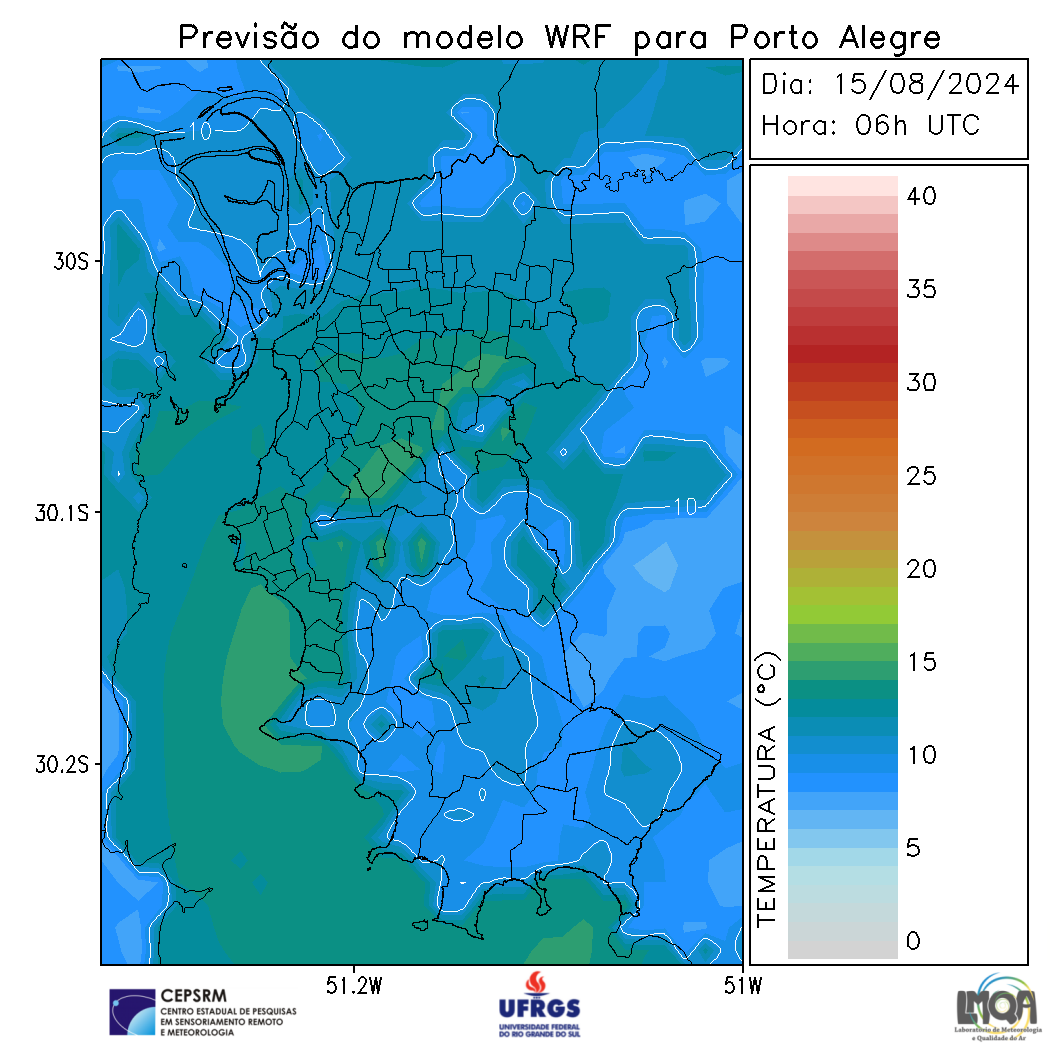 Previsão do modelo WRF para Porto Alegre
Dia: 15/08/2024
Hora: 06h UTC
10
30S
10
30.1S
30.2S
51.2W
51W
40
35
30
25
20
15
10
5
0
TEMPERATURA (°C)
CEPSRM
CENTRO ESTADUAL DE PESQUISAS
EM SENSORIAMENTO REMOTO
E METEOROLOGIA
UFRGS
UNIVERSIDADE FEDERAL
DO RIO GRANDE DO SUL
LMQA
Laboratório de Meteorologia
e Qualidade do Ar